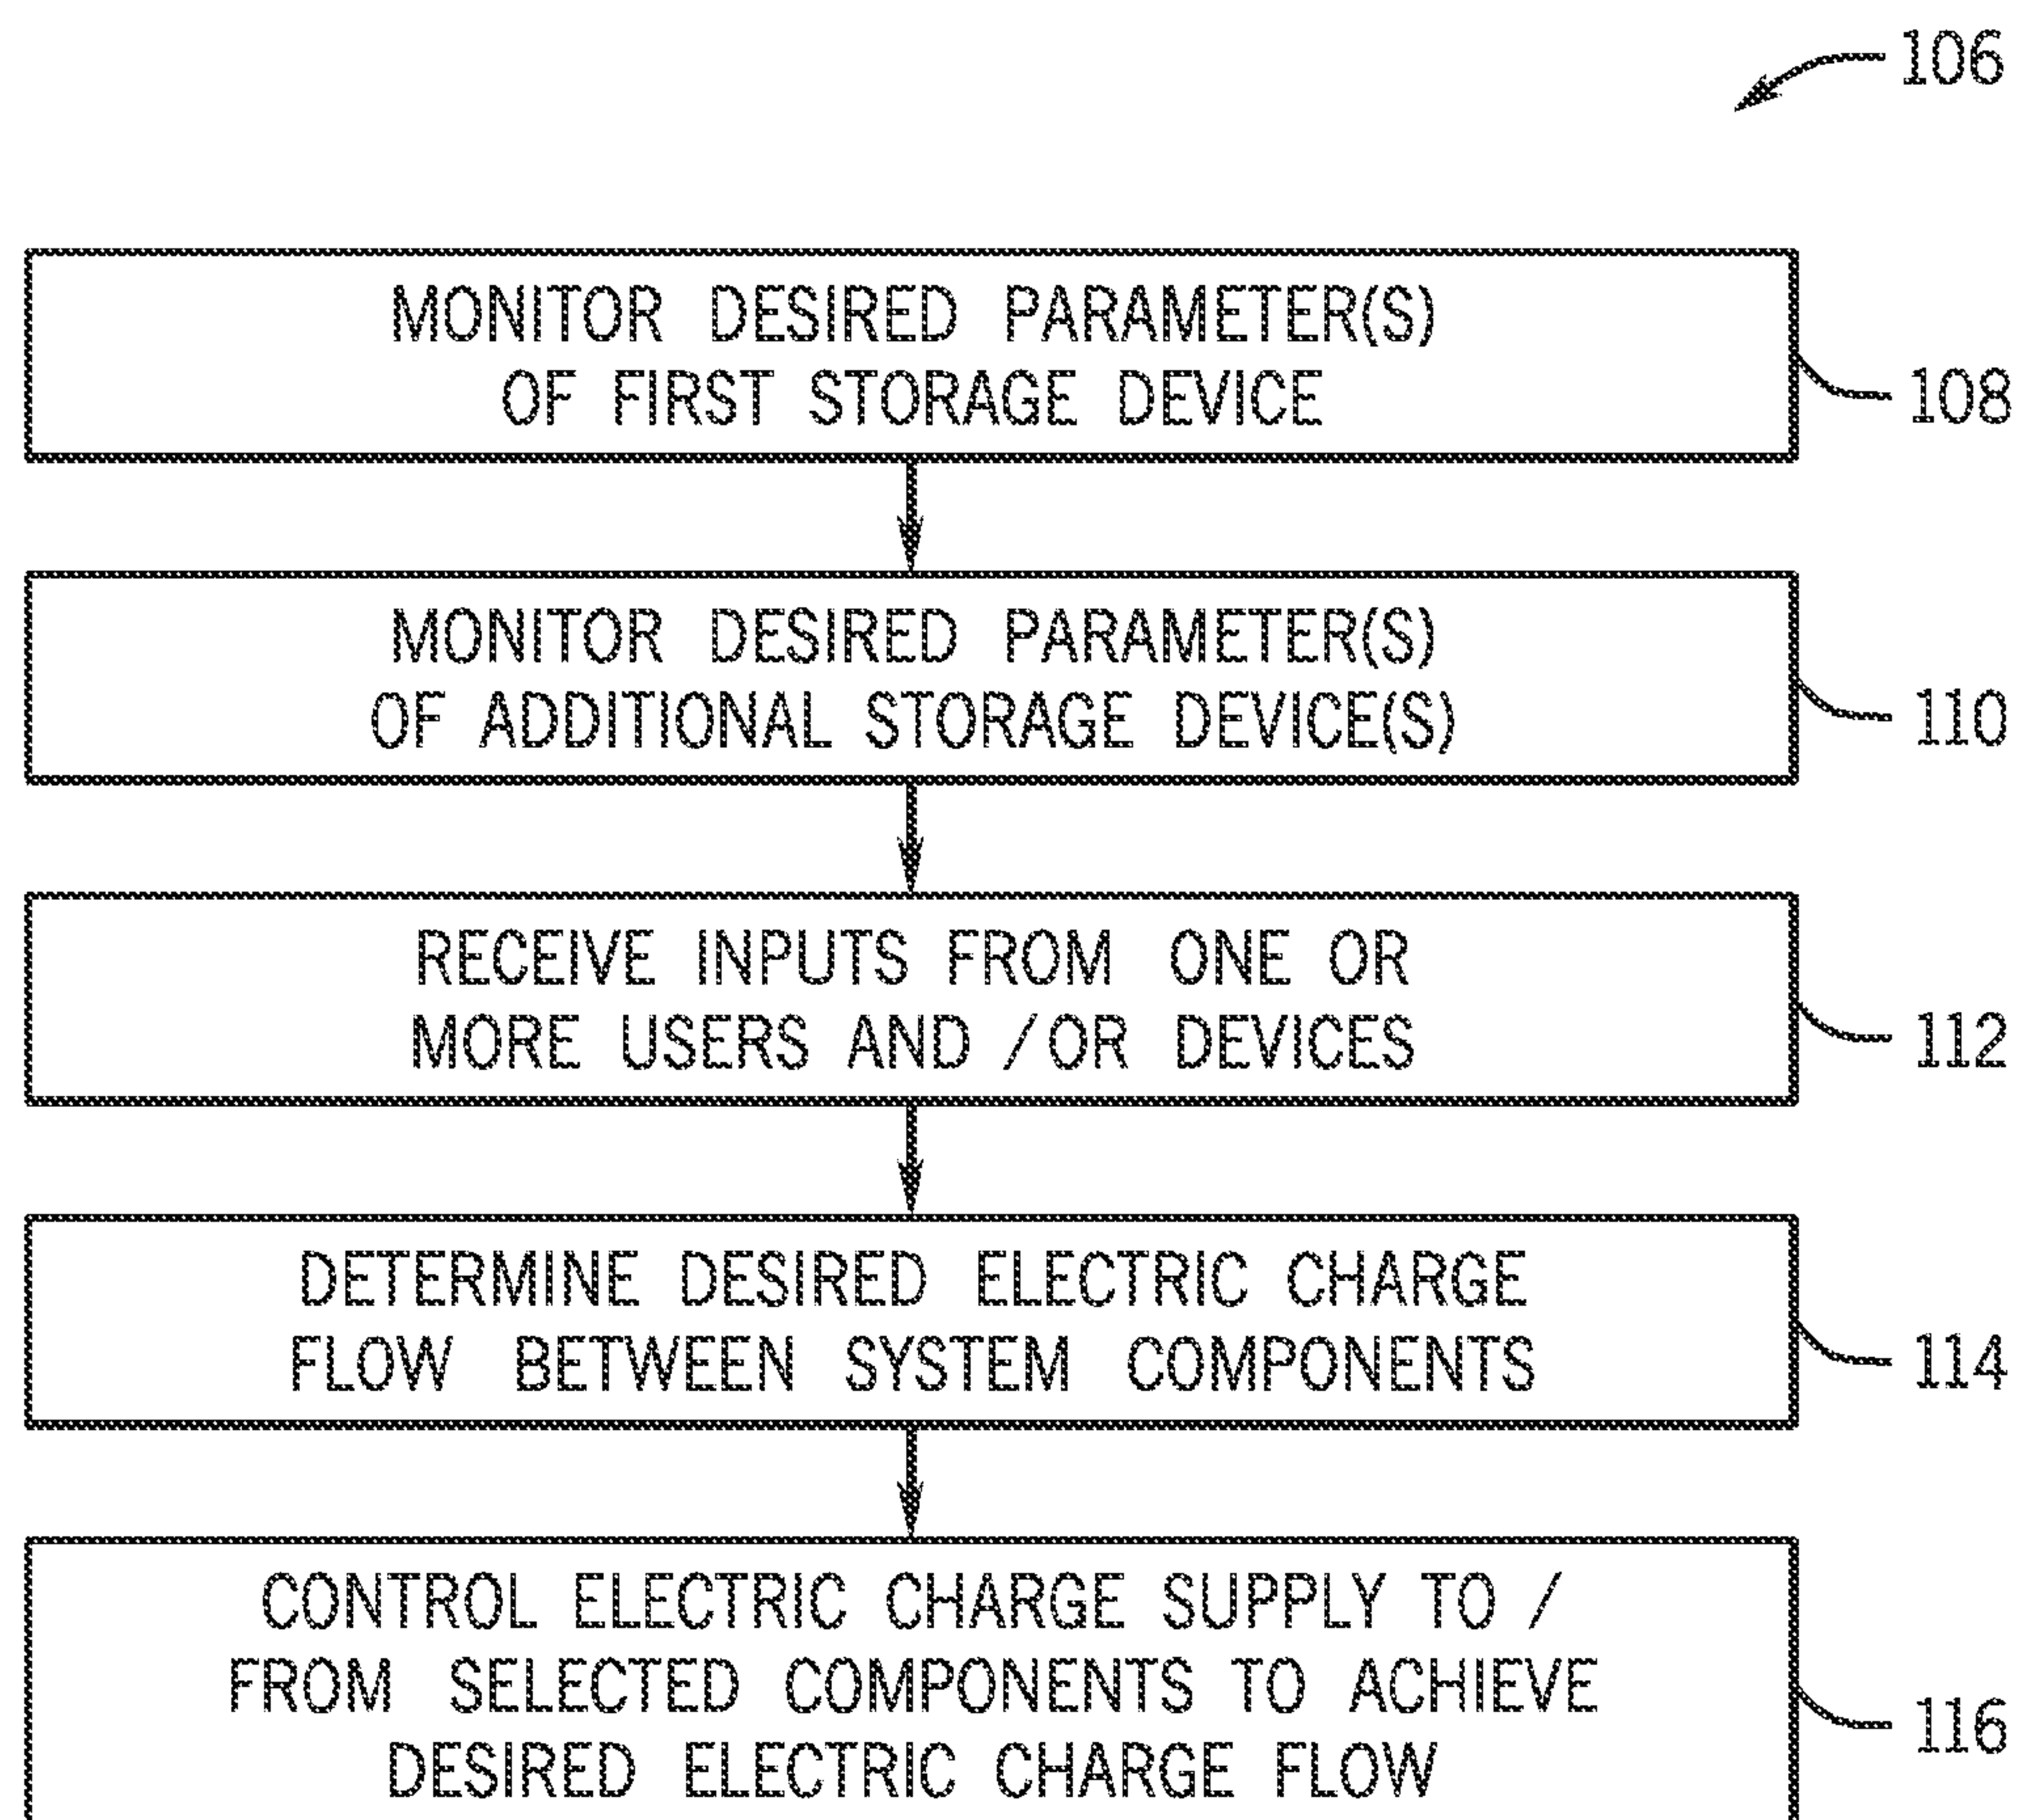 106
MONITOR DESIRED PARAMETER(S)
OF FIRST STORAGE DEVICE
108
MONITOR DESIRED PARAMETER(S)
OF ADDITIONAL STORAGE DEVICE(S)
110
RECEIVE INPUTS FROM ONE OR
MORE USERS AND /OR DEVICES
112
DETERMINE DESIRED ELECTRIC CHARGE
FLOW BETWEEN SYSTEM COMPONENTS
114
CONTROL ELECTRIC CHARGE SUPPLY TO /
FROM SELECTED COMPONENTS TO ACHIEVE
DESIRED ELECTRIC CHARGE FLOW
116